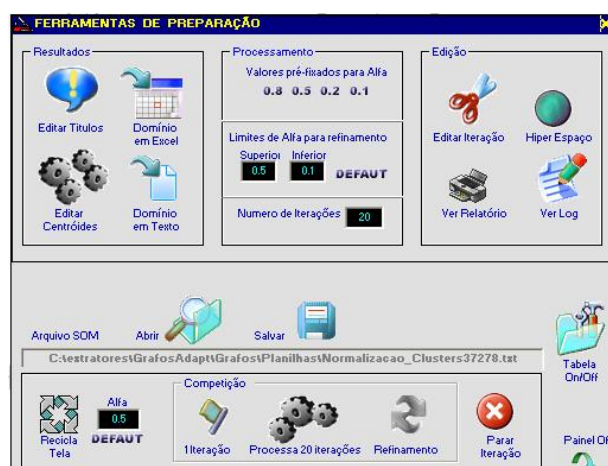 FERRAMENTAS DE PREPARAÇÃO
Resultados
Editar Titulos
Domínio em Excel
Editar Centróides
Domínio em Texto
Processamento
Valores pré-fixados para Alfa
0.8 0.5 0.2 0.1
Limites de Alfa para refinamento
Superior Inferior
0.5 0.1 DEFAUT
Numero de Iterações 20
Edição
Editar Iteração
Hiper Espaço
Ver Relatório
Ver Log
Arquivo SOM
Abrir
Salvar
C:\extratores\GrafosAdapt\Grafos\Planilhas\Normalizacao_Clusters37278.txt
Tabela On/Off
Recicla Tela
Alfa
0.5
DEFAUT
Competição
1Iteração
Processa 20 iterações
Refinamento
Parar Iteração
Painel Of